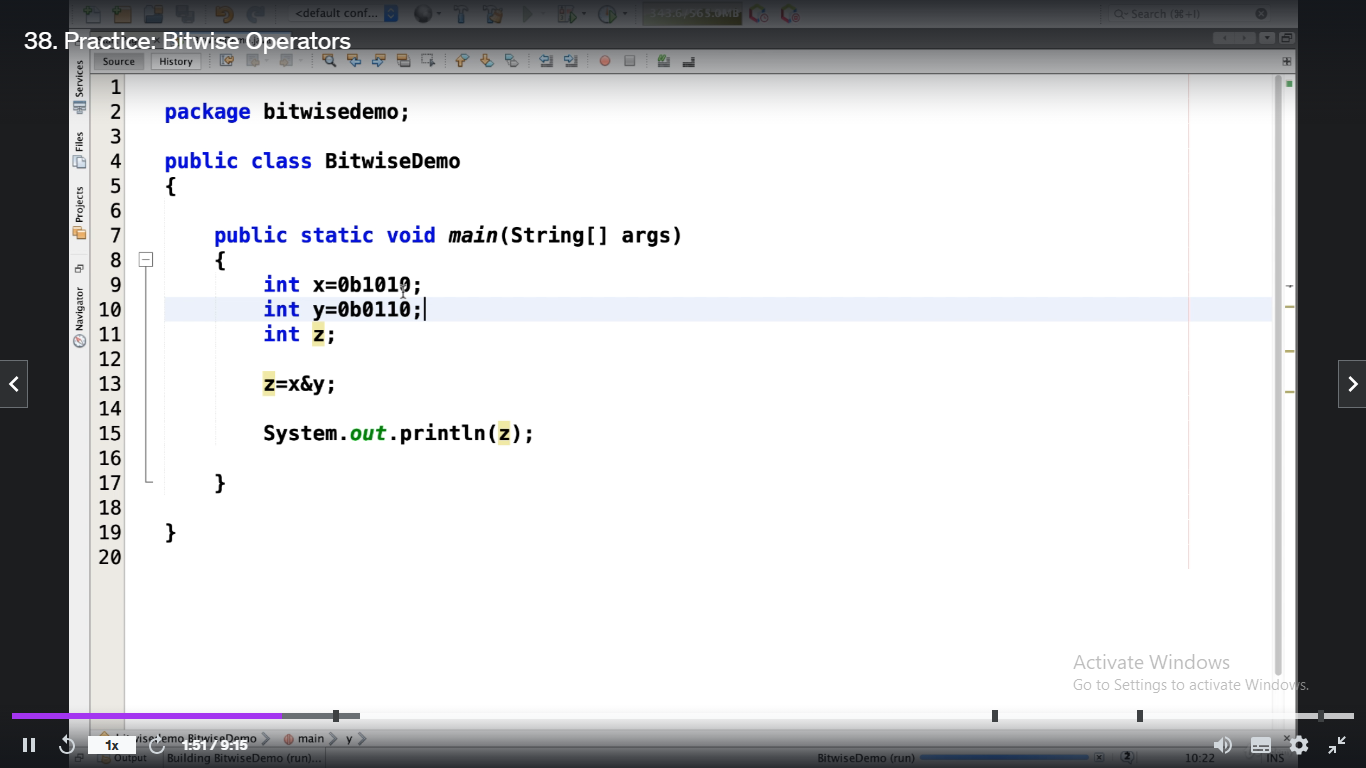 <default conf...
Search (⌘+I)
38. Practice: Bitwise Operators
Source
History
Services
Files
Projects
Navigator
1
2 package bitwisedemo;
3
4 public class BitwiseDemo
5 {
6
7 public static void main(String[] args)
8 {
9 int x=0b1010;
10 int y=0b0110;
11 int z;
12
13 z=x&y;
14
15 System.out.println(z);
16
17 }
18
19 }
20
Activate Windows
Go to Settings to activate Windows.
BitwiseDemo main y
1x 1:51 / 9:15
Output Building BitwiseDemo (run)...
BitwiseDemo (run)
10:22 INS